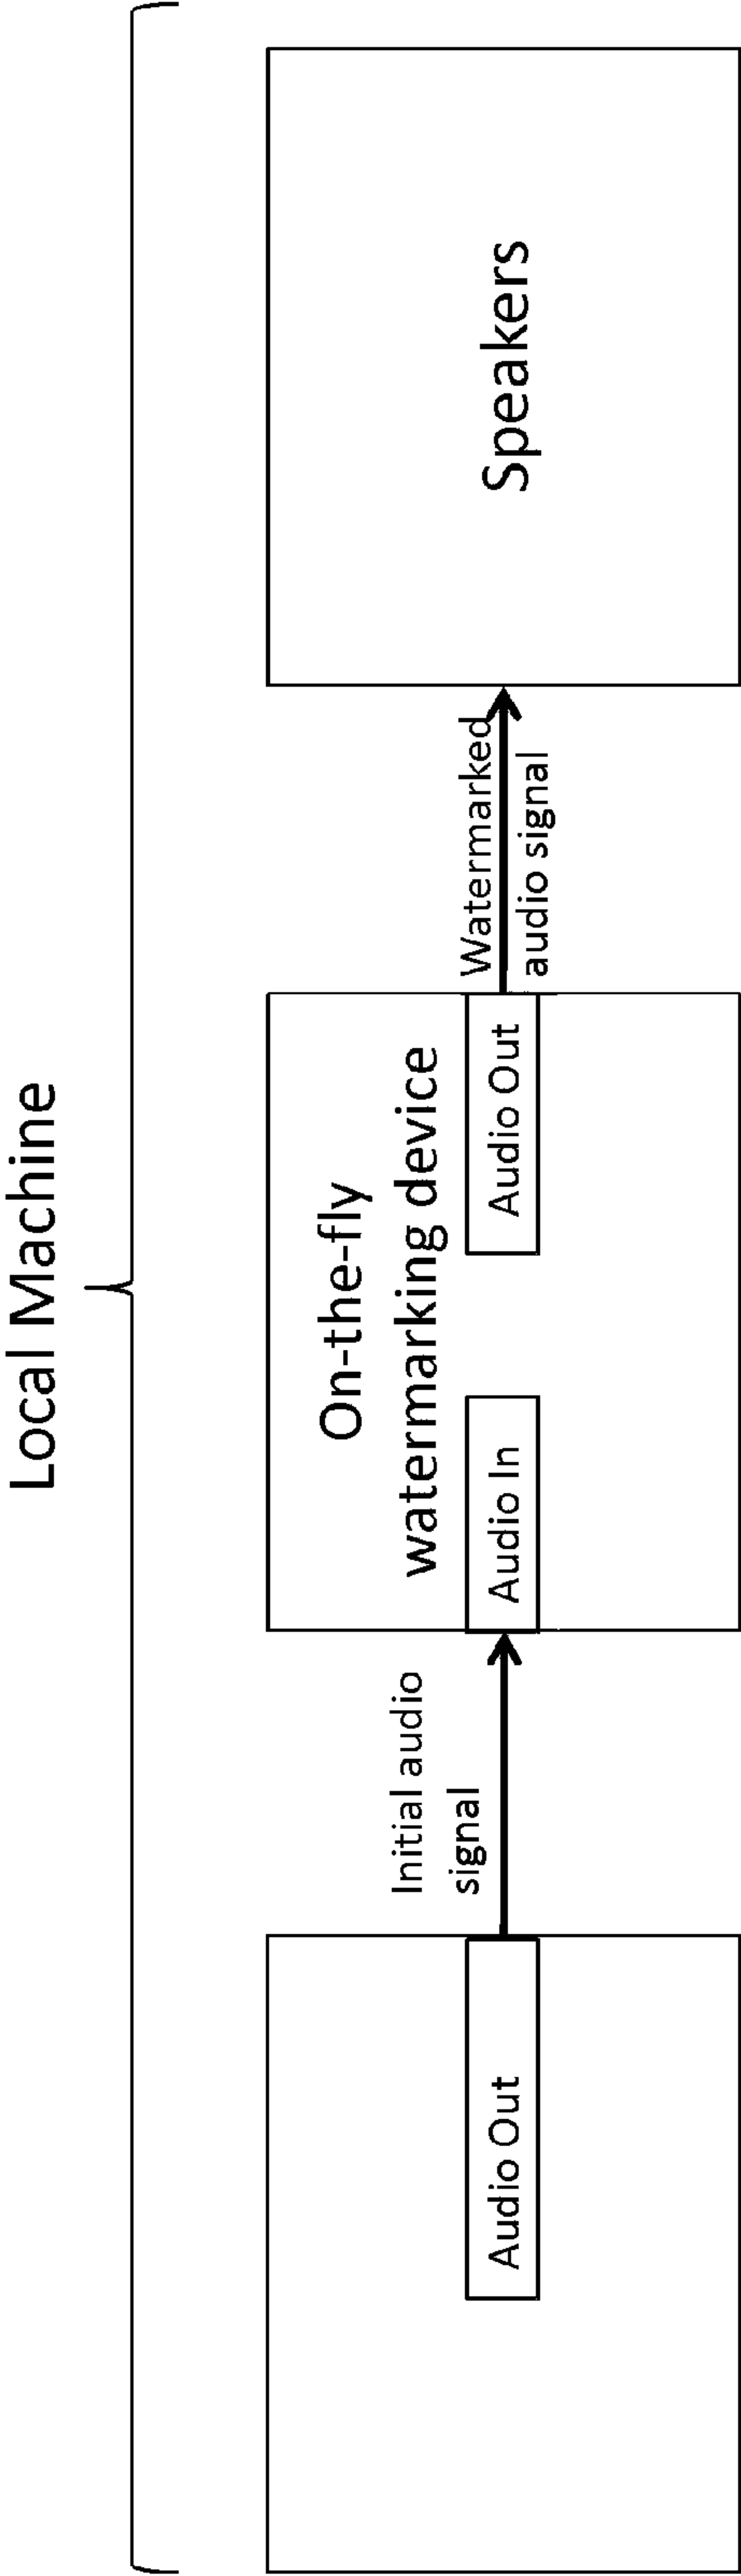 Local Machine
Audio Out
Initial audio
signal
On-the-fly
watermarking device
Audio In
Audio Out
Watermarked
audio signal
Speakers